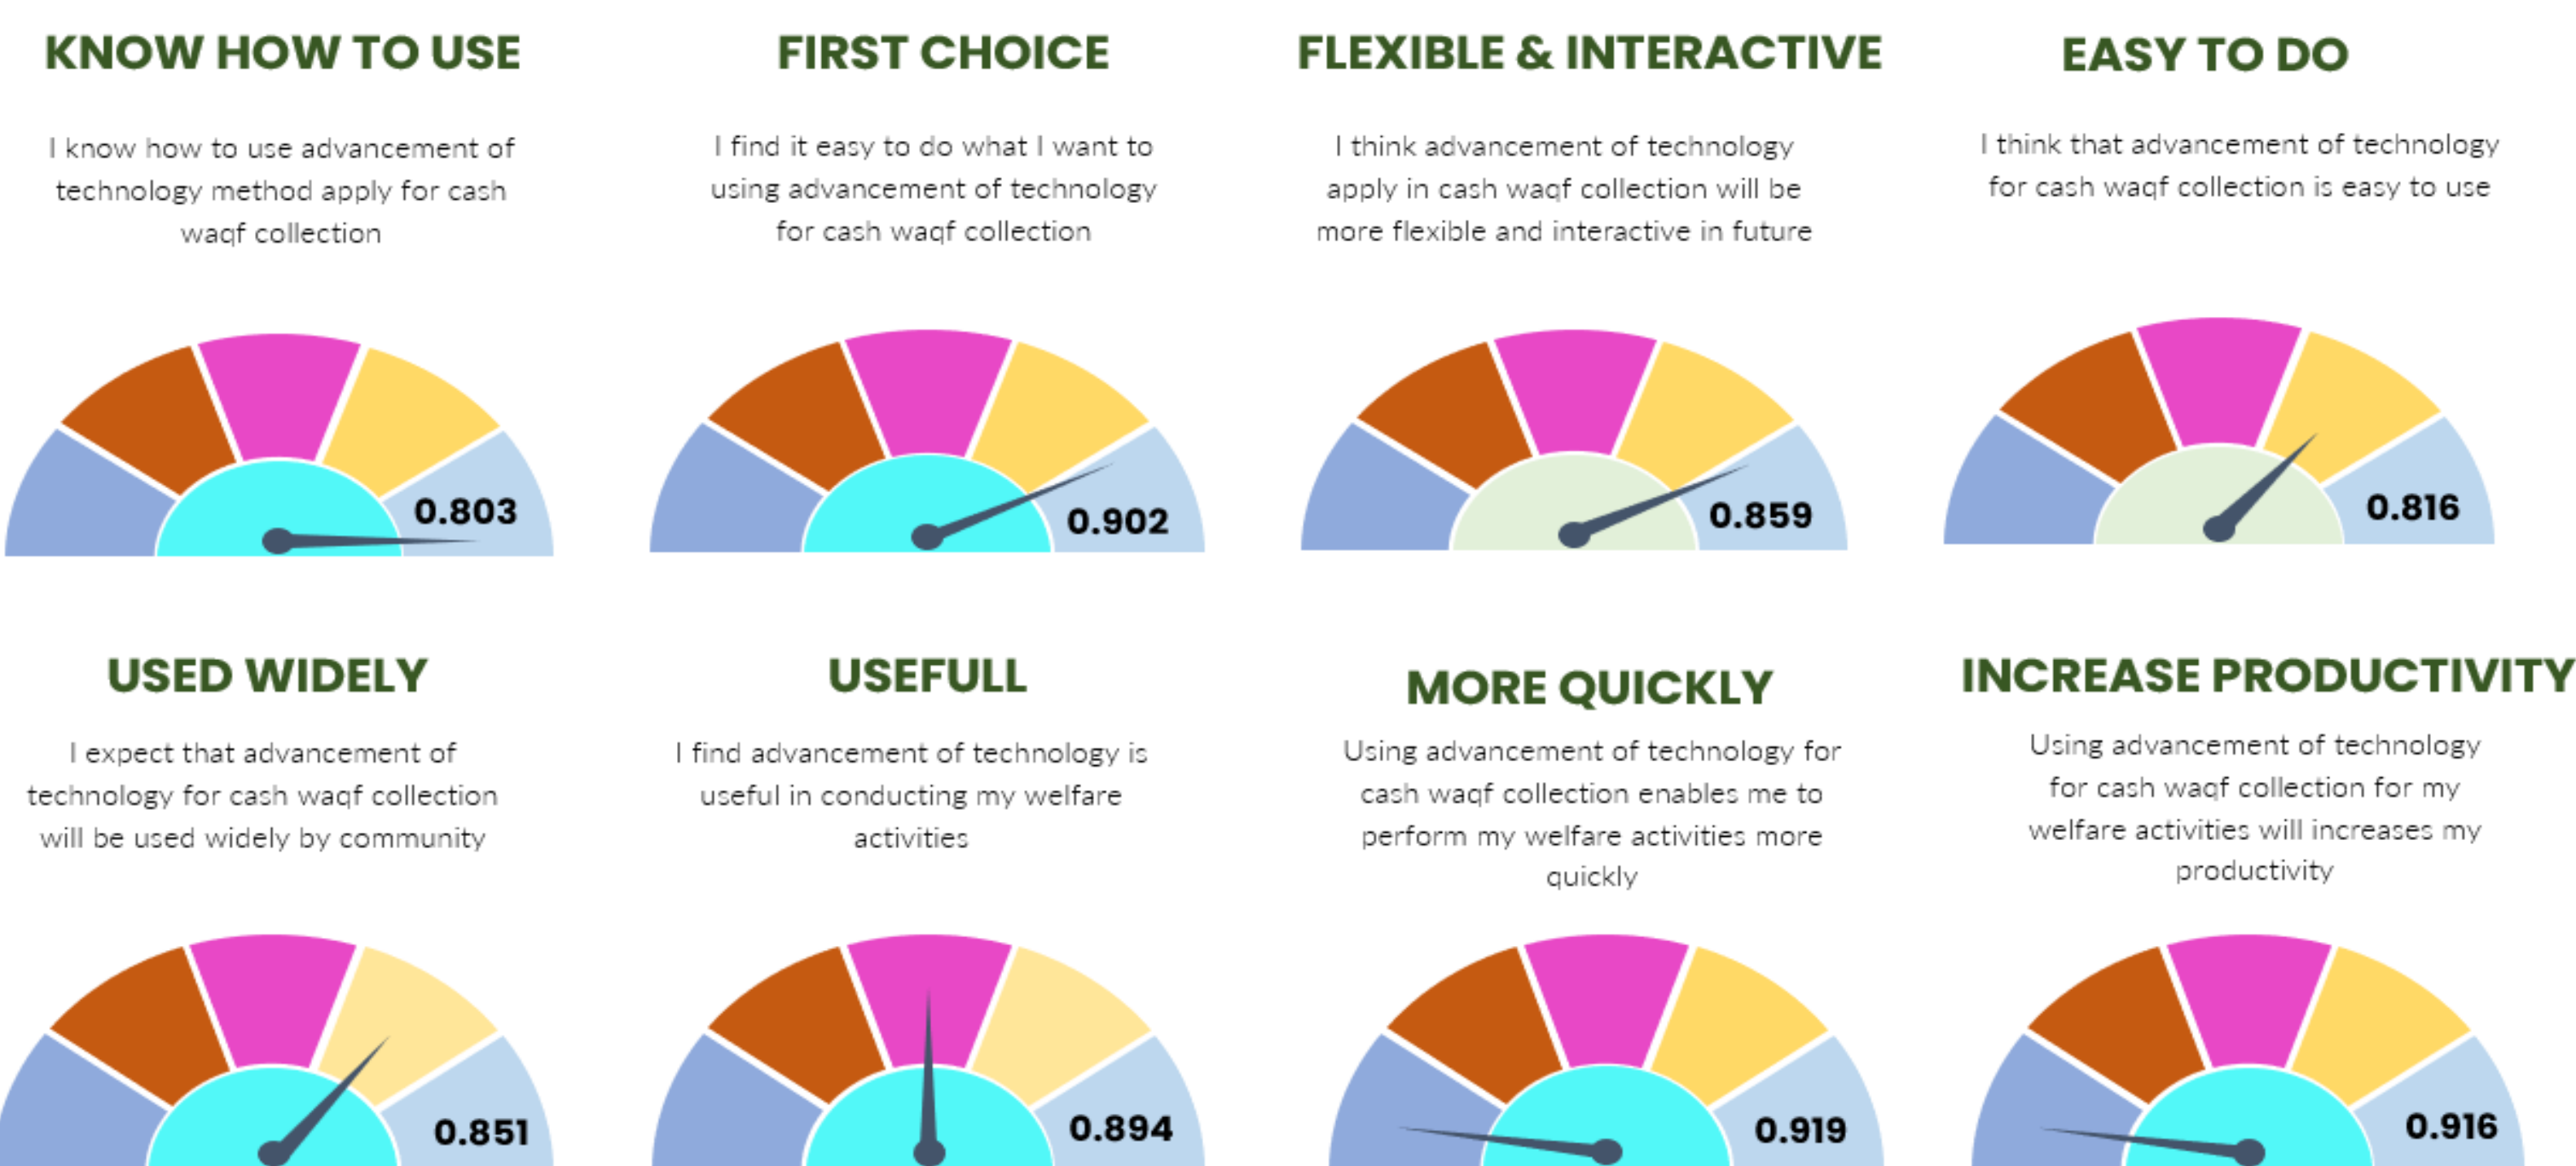 KNOW HOW TO USE
I know how to use advancement of
technology method apply for cash
waqf collection
0.803
FIRST CHOICE
I find it easy to do what I want to
using advancement of technology
for cash waqf collection
0.902
FLEXIBLE & INTERACTIVE
I think advancement of technology
apply in cash waqf collection will be
more flexible and interactive in future
0.859
EASY TO DO
I think that advancement of technology
for cash waqf collection is easy to use
0.816
USED WIDELY
I expect that advancement of
technology for cash waqf collection
will be used widely by community
0.851
USEFULL
I find advancement of technology is
useful in conducting my welfare
activities
0.894
MORE QUICKLY
Using advancement of technology for
cash waqf collection enables me to
perform my welfare activities more
quickly
0.919
INCREASE PRODUCTIVITY
Using advancement of technology
for cash waqf collection for my
welfare activities will increases my
productivity
0.916